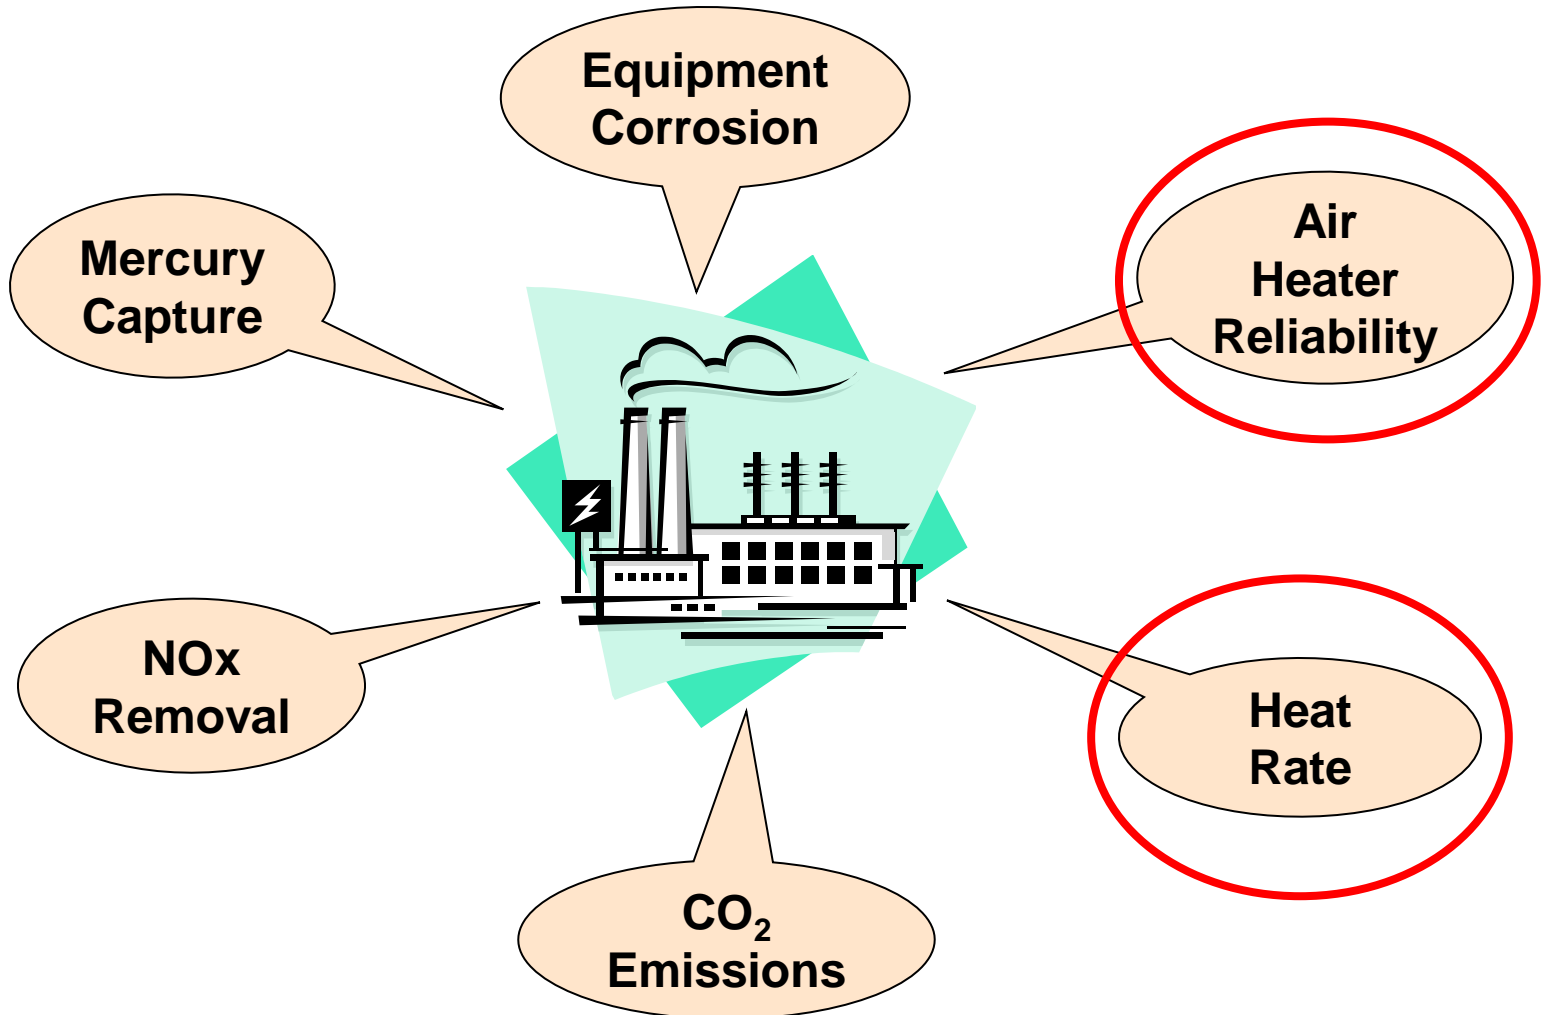 Equipment
Corrosion
Air
Heater
Reliability
Mercury
Capture
NOx
Removal
Heat
Rate
CO₂
Emissions